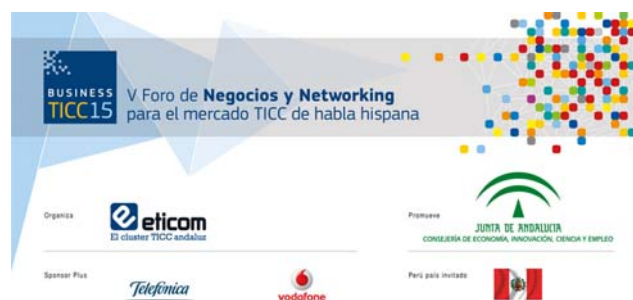 BUSINESS
TICC15
V Foro de Negocios y Networking
para el mercado TICC de habla hispana
Organiza
eticom
El cluster TICC andaluz
Promueve
JUNTA DE ANDALUCIA
CONSEJERÍA DE ECONOMÍA, INNOVACIÓN, CIENCIA Y EMPLEO
Sponsor Plus
Telefónica
vodafone
Perú país invitado